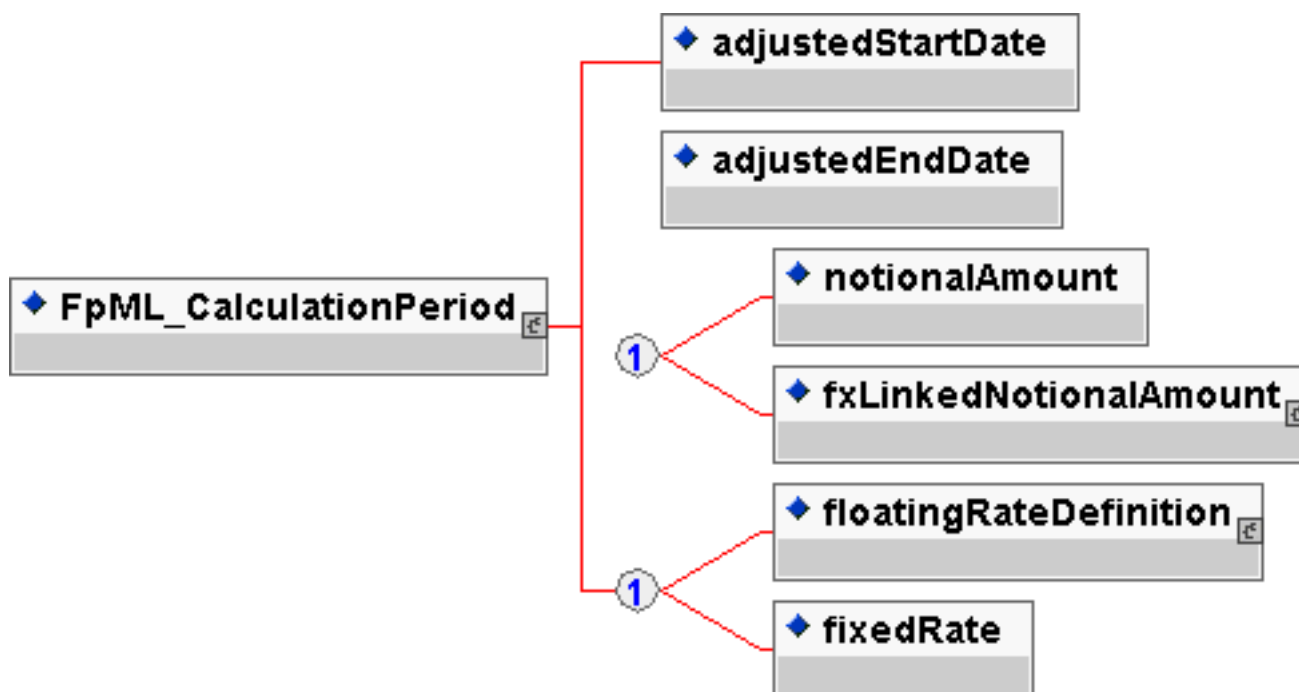 adjustedStartDate
adjustedEndDate
FpML_CalculationPeriod
notionalAmount
1
fxLinkedNotionalAmount
floatingRateDefinition
1
fixedRate